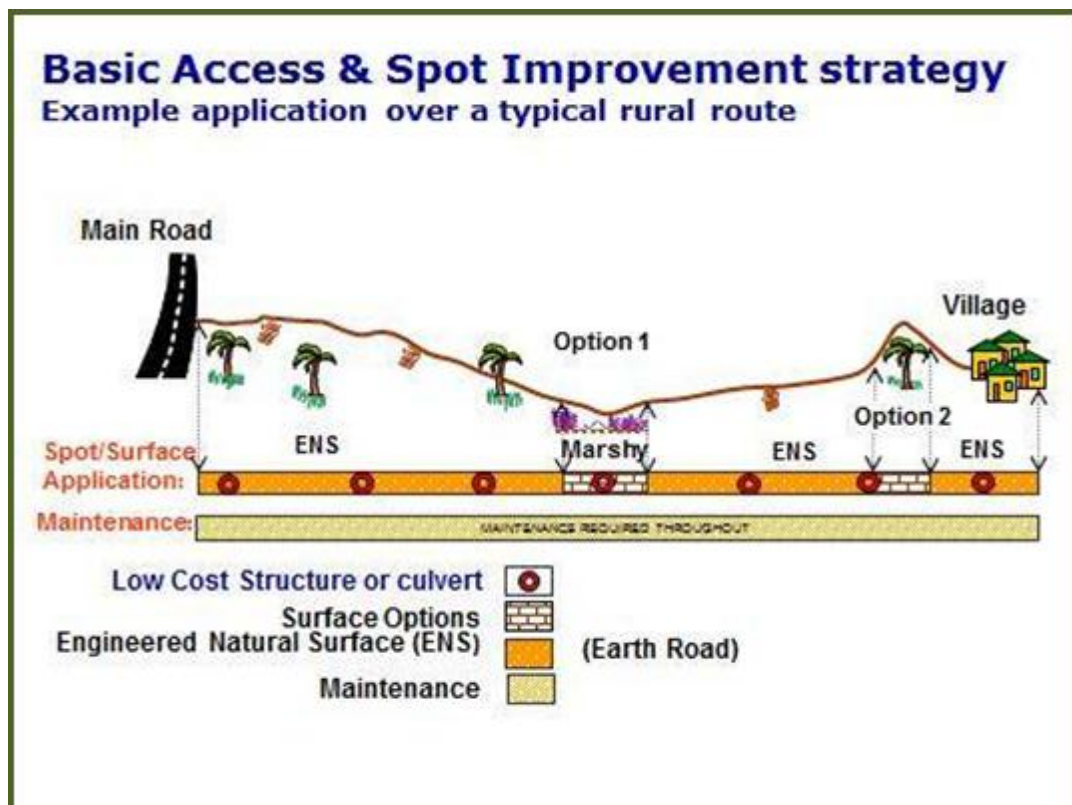 Basic Access & Spot Improvement strategy
Example application over a typical rural route
Main Road
Village
Option 1
Option 2
ENS
Marshy
ENS
ENS
Spot/Surface
Application:
Maintenance:
MAINTENANCE REQUIRED THROUGHOUT
Low Cost Structure or culvert
Surface Options
Engineered Natural Surface (ENS)
(Earth Road)
Maintenance